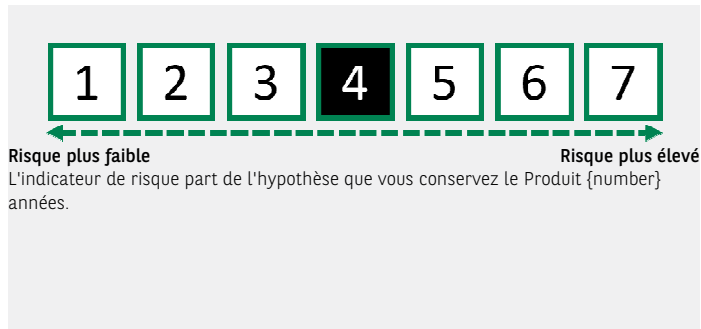 1 2 3 4 5 6 7
Risque plus faible Risque plus élevé
L'indicateur de risque part de l'hypothèse que vous conservez le Produit {number}
années.